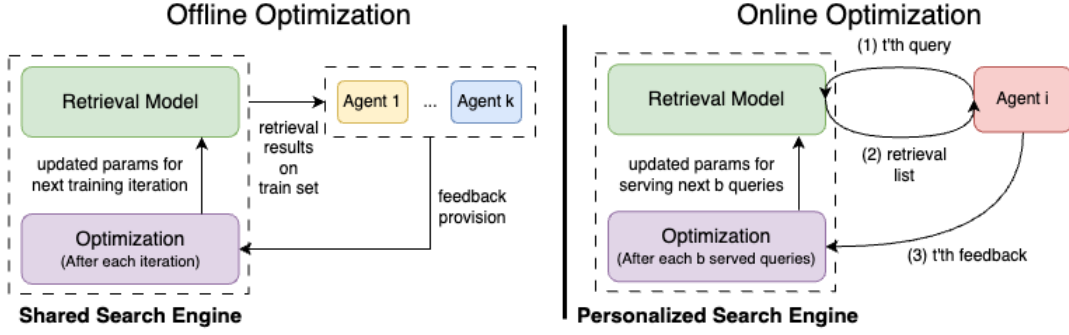 Offline Optimization
Retrieval Model
Agent 1
...
Agent k
retrieval
results
on
train set
updated params for
next training iteration
feedback
provision
Optimization
(After each iteration)
Shared Search Engine
Online Optimization
(1) t'th query
Retrieval Model
Agent i
(2) retrieval
list
updated params for
serving next b queries
Optimization
(After each b served queries)
(3) t'th feedback
Personalized Search Engine